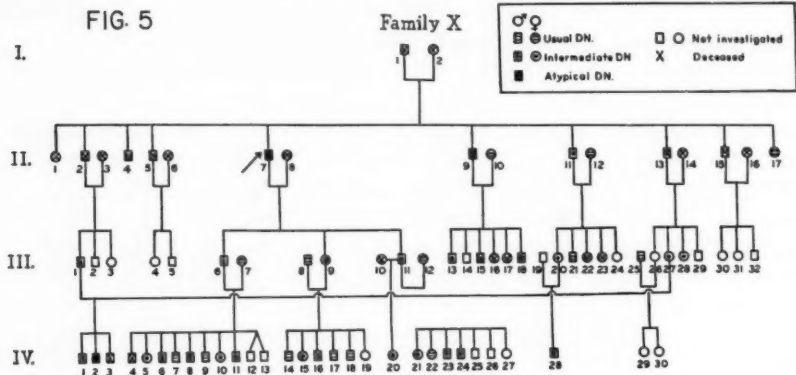 FIG. 5
Family X
♂ ♀
Usual DN.
Not investigated
Intermediate DN
X Deceased
Atypical DN.
I.
1 2
II.
1 2 3 4 5 6 7 8 9 10 11 12 13 14 15 16 17
III.
1 2 3 4 5 6 7 8 9 10 11 12 13 14 15 16 17 18 19 20 21 22 23 24 25 26 27 28 29 30 31 32
IV.
1 2 3 4 5 6 7 8 9 10 11 12 13 14 15 16 17 18 19 20 21 22 23 24 25 26 27 28 29 30